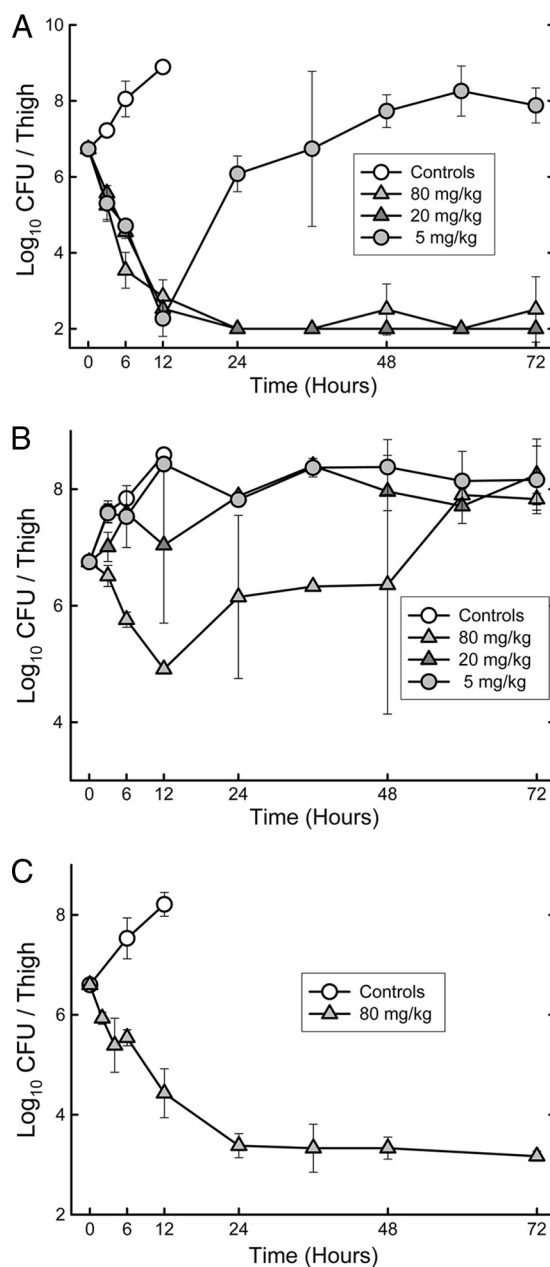 A
10
8
6
4
2
Log10 CFU / Thigh
Controls
80 mg/kg
20 mg/kg
5 mg/kg
0 6 12 24 48 72
Time (Hours)
B
8
6
4
Log10 CFU / Thigh
Controls
80 mg/kg
20 mg/kg
5 mg/kg
0 6 12 24 48 72
Time (Hours)
C
8
6
4
2
Log10 CFU / Thigh
Controls
80 mg/kg
0 6 12 24 48 72
Time (Hours)